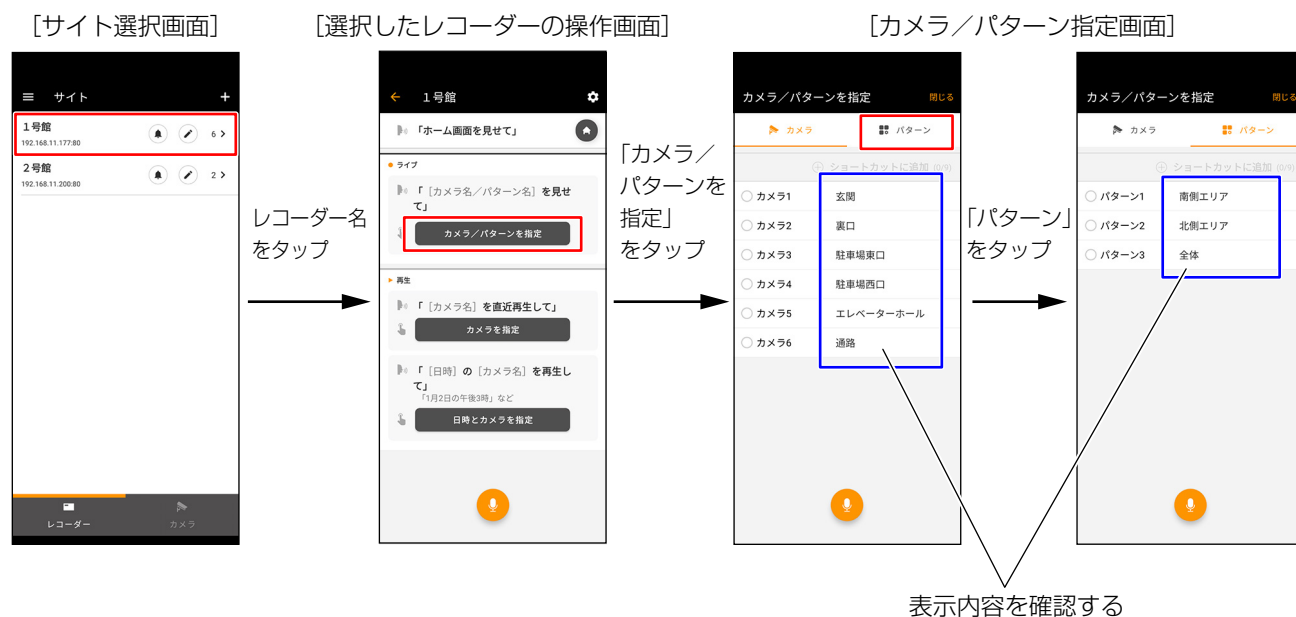 ［サイト選択画面］
［選択したレコーダーの操作画面］
［カメラ／パターン指定画面］
サイト
+
1号館
192.168.11.177:80
6
2号館
192.168.11.200:80
2
レコーダー
カメラ
レコーダー名
をタップ
1号館
「ホーム画面を見せて」
ライブ
「［カメラ名／パターン名］を見せ
て」
カメラ／パターンを指定
再生
「［カメラ名］を直近再生して」
カメラを指定
「［日時］の［カメラ名］を再生し
て」
「1月2日の午後3時」など
日時とカメラを指定
「カメラ／
パターンを
指定」
をタップ
カメラ／パターンを指定
閉じる
カメラ
パターン
ショートカットに追加 (0/9)
カメラ1 玄関
カメラ2 裏口
カメラ3 駐車場東口
カメラ4 駐車場西口
カメラ5 エレベーターホール
カメラ6 通路
「パターン」
をタップ
カメラ／パターンを指定
閉じる
カメラ
パターン
ショートカットに追加 (0/9)
パターン1 南側エリア
パターン2 北側エリア
パターン3 全体
表示内容を確認する